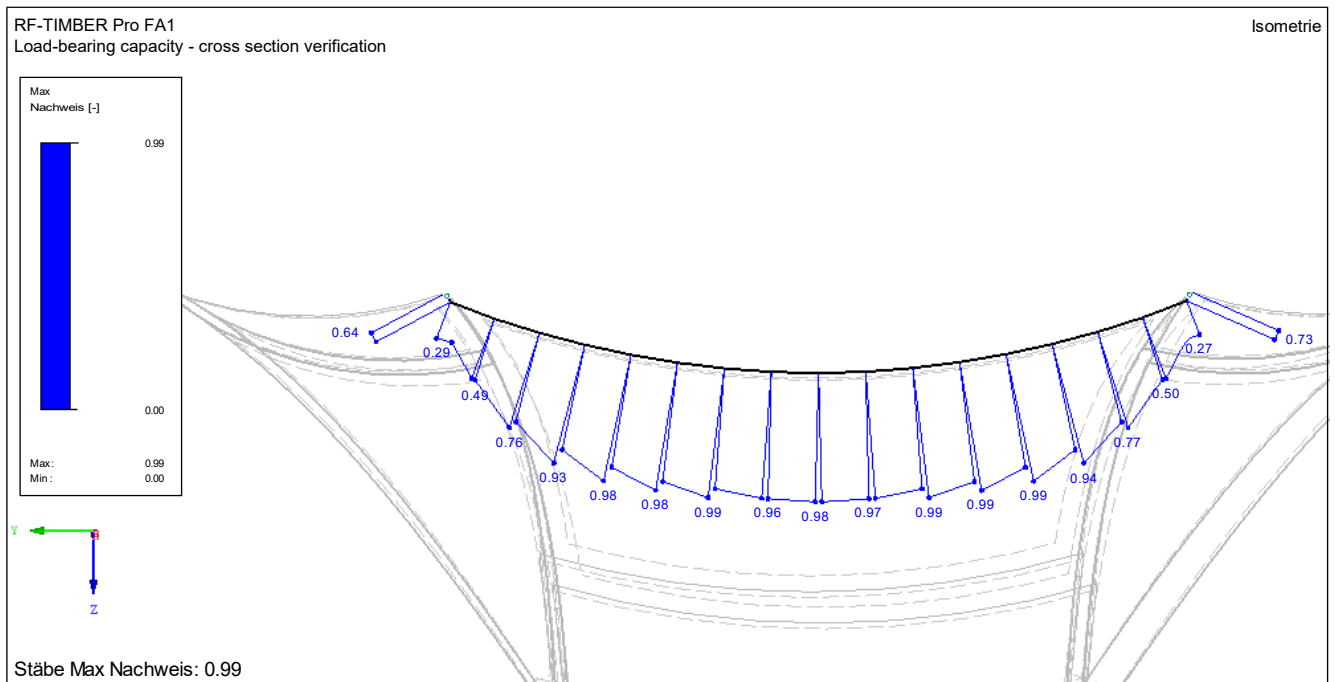 RF-TIMBER Pro FA1
Isometrie
Load-bearing capacity - cross section verification
Max
Nachweis [-]
0.99
0.00
Max: 0.99
Min: 0.00
0.64
0.29
0.49
0.76
0.93
0.98
0.98
0.99
0.96
0.98
0.97
0.99
0.99
0.99
0.94
0.77
0.50
0.27
0.73
Y
Z
Stäbe Max Nachweis: 0.99